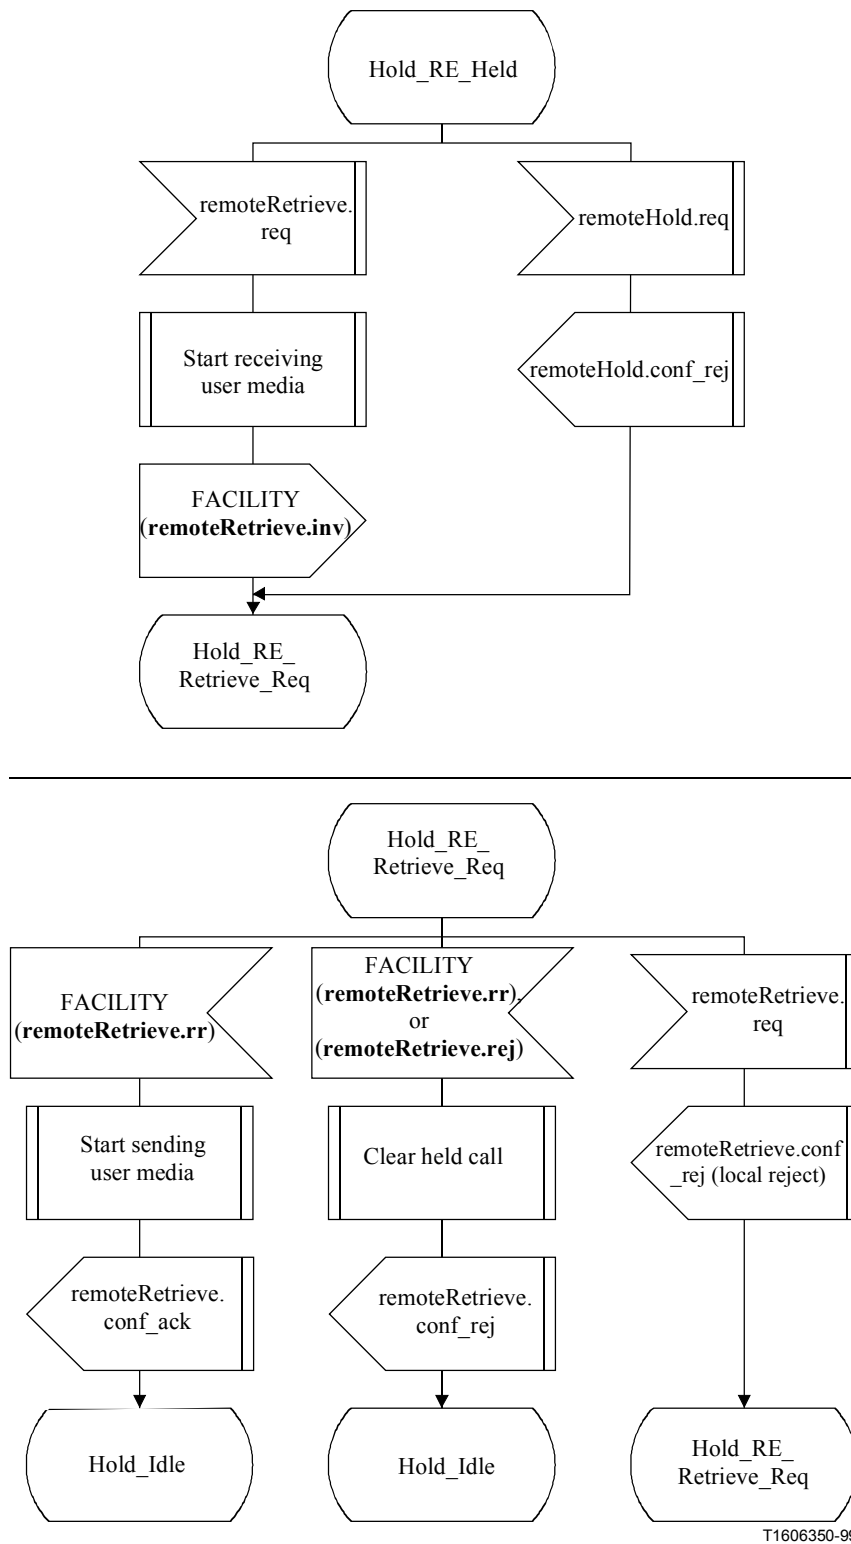 Hold_RE_Held
remoteRetrieve.
req
remoteHold.req
Start receiving
user media
remoteHold.conf_rej
FACILITY
(remoteRetrieve.inv)
Hold_RE_
Retrieve_Req
Hold_RE_
Retrieve_Req
FACILITY
(remoteRetrieve.rr)
FACILITY
(remoteRetrieve.rr),
or
(remoteRetrieve.rej)
remoteRetrieve.
req
Start sending
user media
Clear held call
remoteRetrieve.conf
_rej (local reject)
remoteRetrieve.
conf_ack
remoteRetrieve.
conf_rej
Hold_Idle
Hold_Idle
Hold_RE_
Retrieve_Req
T1606350-99